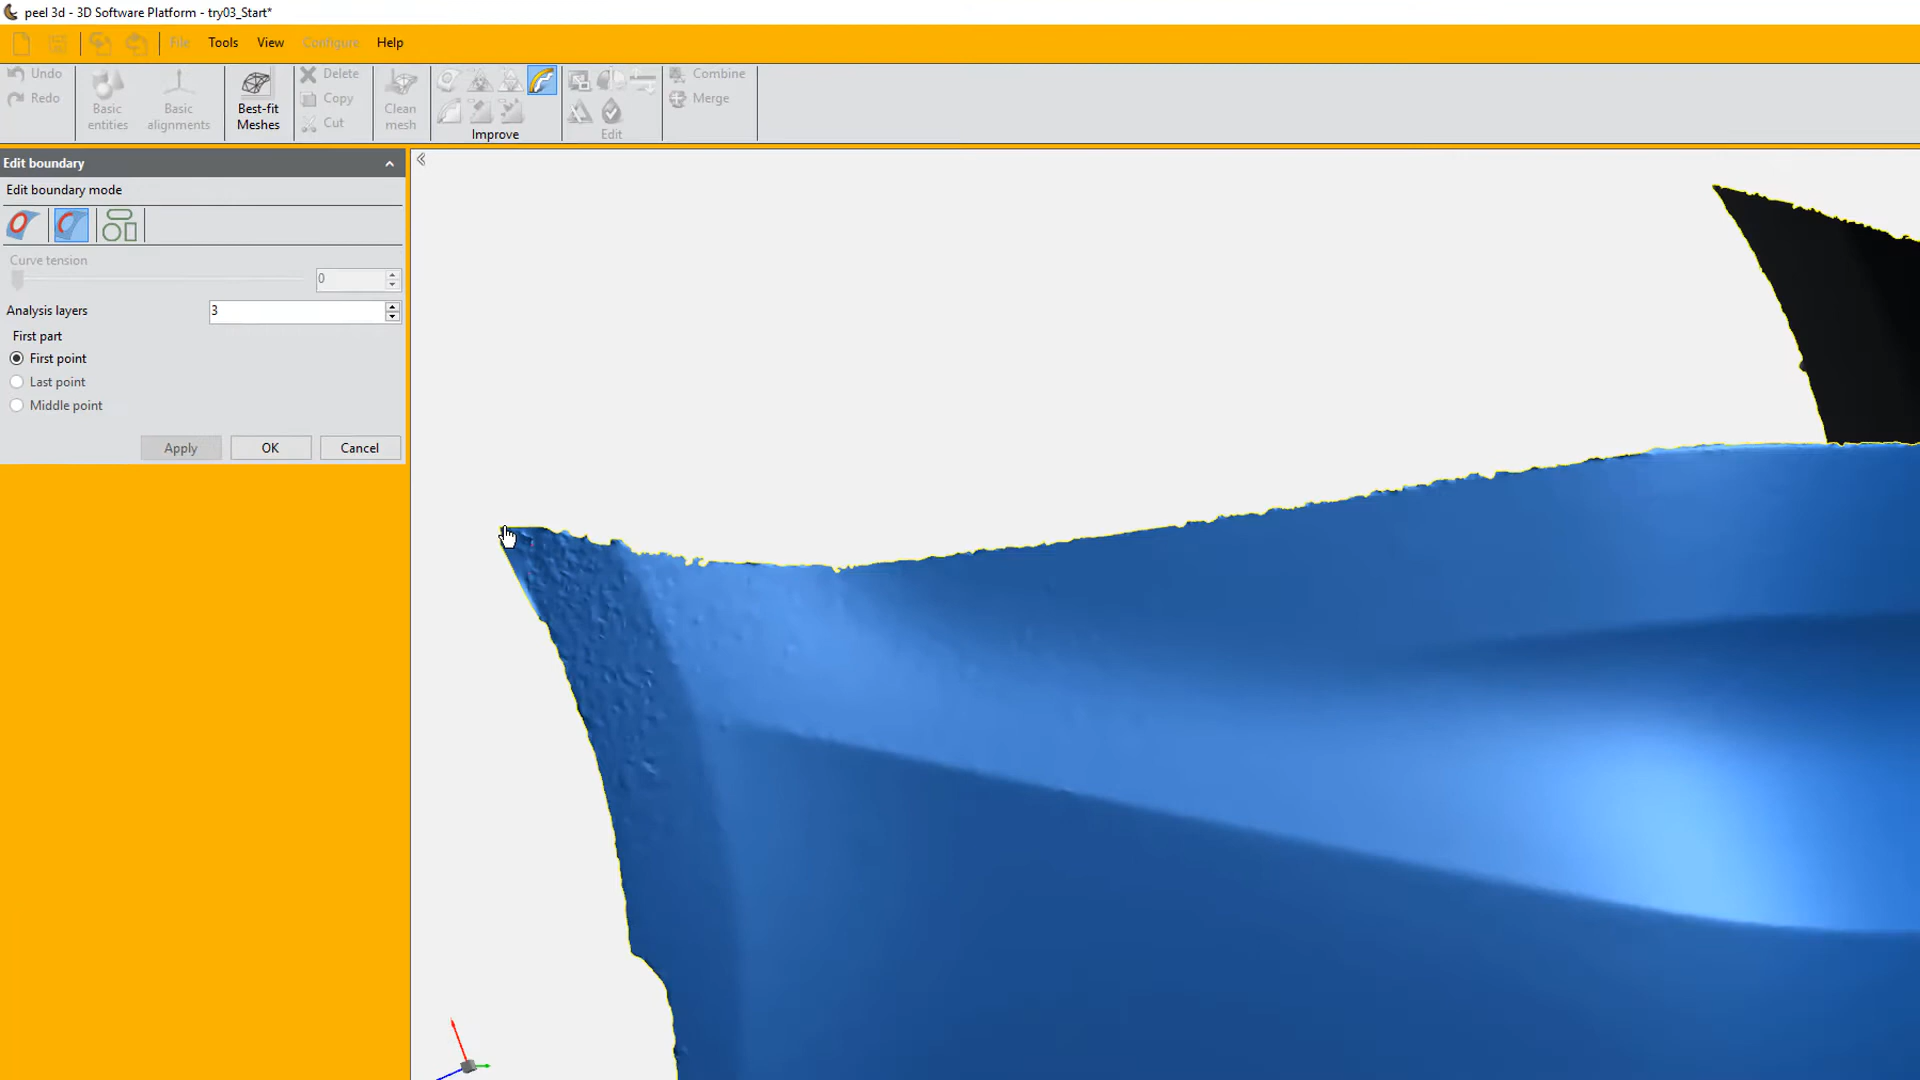 peel 3d - 3D Software Platform - try03_Start*
File Tools View Configure Help
Undo
Redo
Basic entities
Basic alignments
Best-fit Meshes
Delete
Copy
Cut
Clean mesh
Improve
Edit
Combine
Merge
Edit boundary
Edit boundary mode
Curve tension
0
Analysis layers 3
First part
First point
Last point
Middle point
Apply OK Cancel